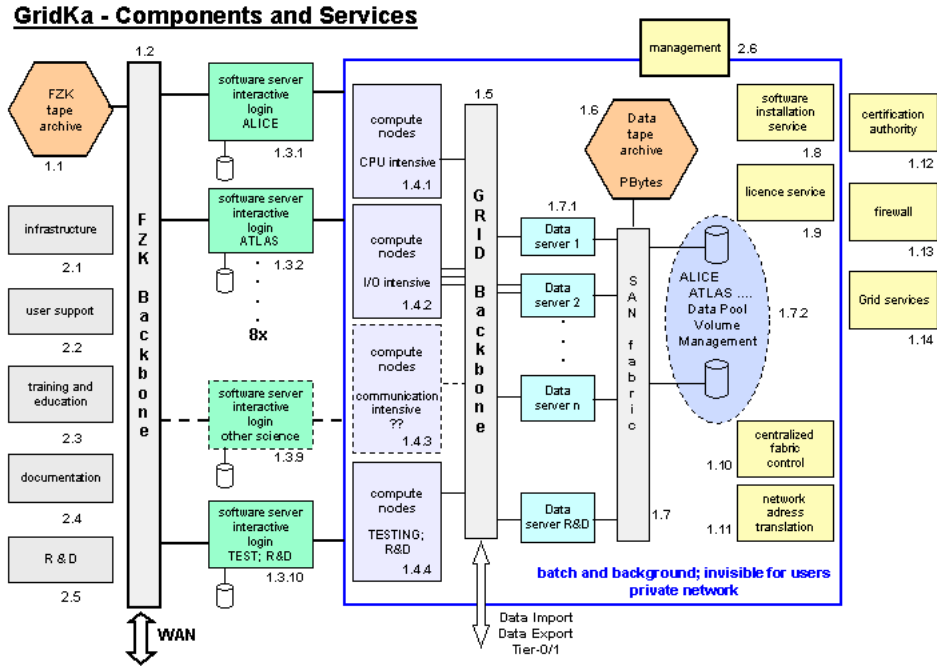 GridKa - Components and Services
management
2.6
1.2
FZK
tape
archive
1.1
FZK Backbone
software server
interactive
login
ALICE
1.3.1
software server
interactive
login
ATLAS
1.3.2
8x
software server
interactive
login
other science
1.3.9
software server
interactive
login
TEST; R&D
1.3.10
infrastructure
2.1
user support
2.2
training and
education
2.3
documentation
2.4
R & D
2.5
WAN
compute
nodes
CPU intensive
1.4.1
compute
nodes
I/O intensive
1.4.2
compute
nodes
communication
intensive
??
1.4.3
compute
nodes
TESTING;
R&D
1.4.4
1.5
GRID Backbone
1.6
Data
tape
archive
PBytes
1.7.1
Data
server 1
Data
server 2
Data
server n
Data
server R&D
SAN fabric
1.7
ALICE
ATLAS ....
Data Pool
Volume
Management
1.7.2
software
installation
service
1.8
licence service
1.9
centralized
fabric
control
1.10
network
adress
translation
1.11
certification
authority
1.12
firewall
1.13
Grid services
1.14
batch and background; invisible for users
private network
Data Import
Data Export
Tier-0/1